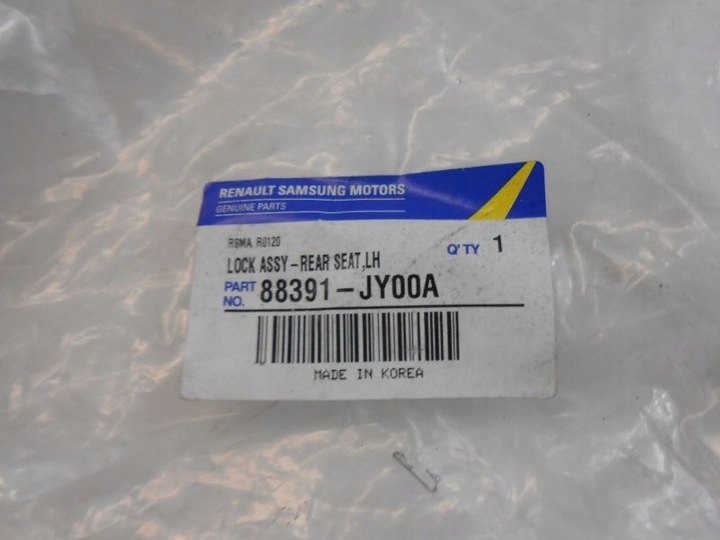 RENAULT SAMSUNG MOTORS
GENUINE PARTS
RSMA R0120
Q'TY 1
LOCK ASSY-REAR SEAT,LH
PART NO. 88391-JY00A
MADE IN KOREA